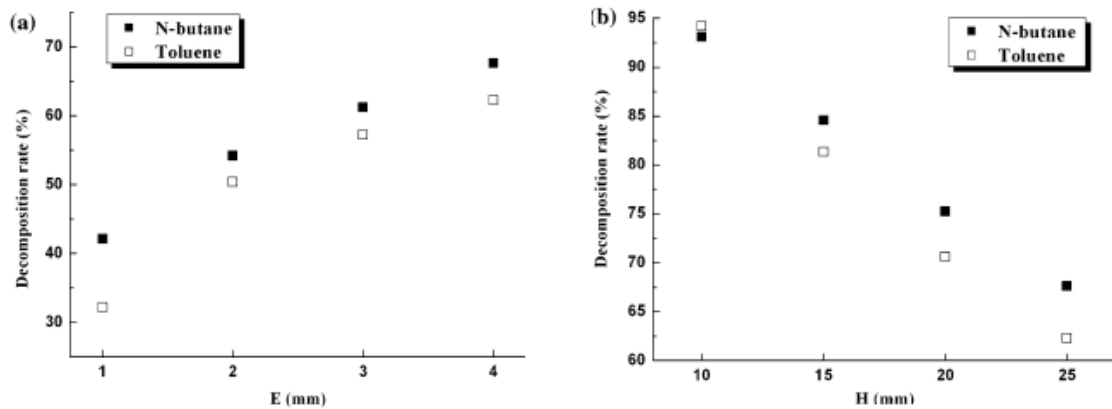 (a)
N-butane
Toluene
Decomposition rate (%)
70
60
50
40
30
1 2 3 4
E (mm)
(b)
N-butane
Toluene
Decomposition rate (%)
95
90
85
80
75
70
65
60
10 15 20 25
H (mm)